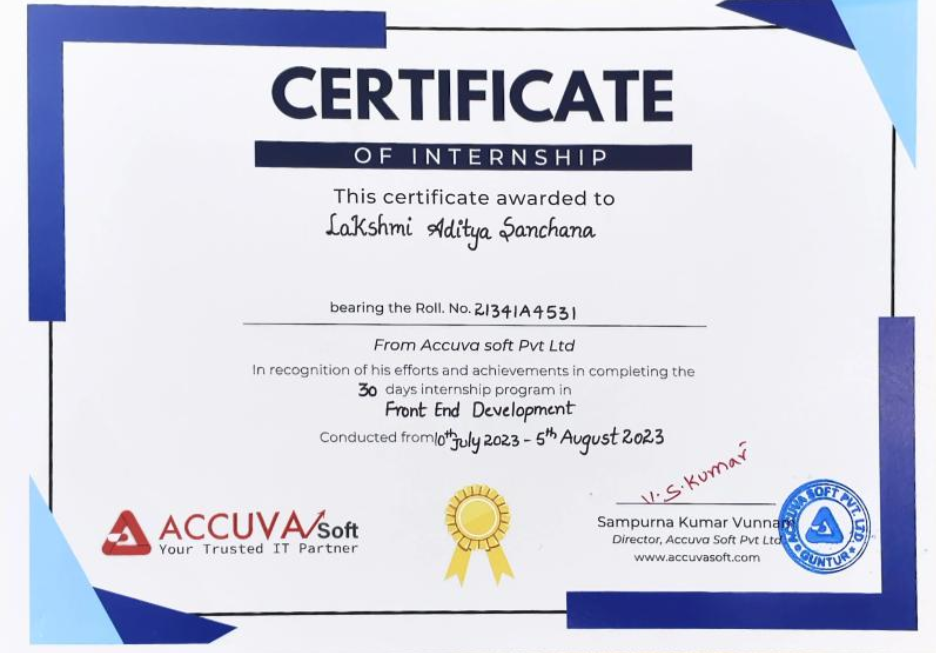 CERTIFICATE
OF INTERNSHIP
This certificate awarded to
Lakshmi Aditya Sanchana
bearing the Roll. No. 21341A4531
From Accuva soft Pvt Ltd
In recognition of his efforts and achievements in completing the
30 days internship program in
Front End Development
Conducted from 10th July 2023 - 5th August 2023
V.S.Kumar
ACCUVA Soft
Your Trusted IT Partner
Sampurna Kumar Vunnam
Director, Accuva Soft Pvt Ltd
www.accuvasoft.com
ACCUVA SOFT PVT. LTD.
* GUNTUR *